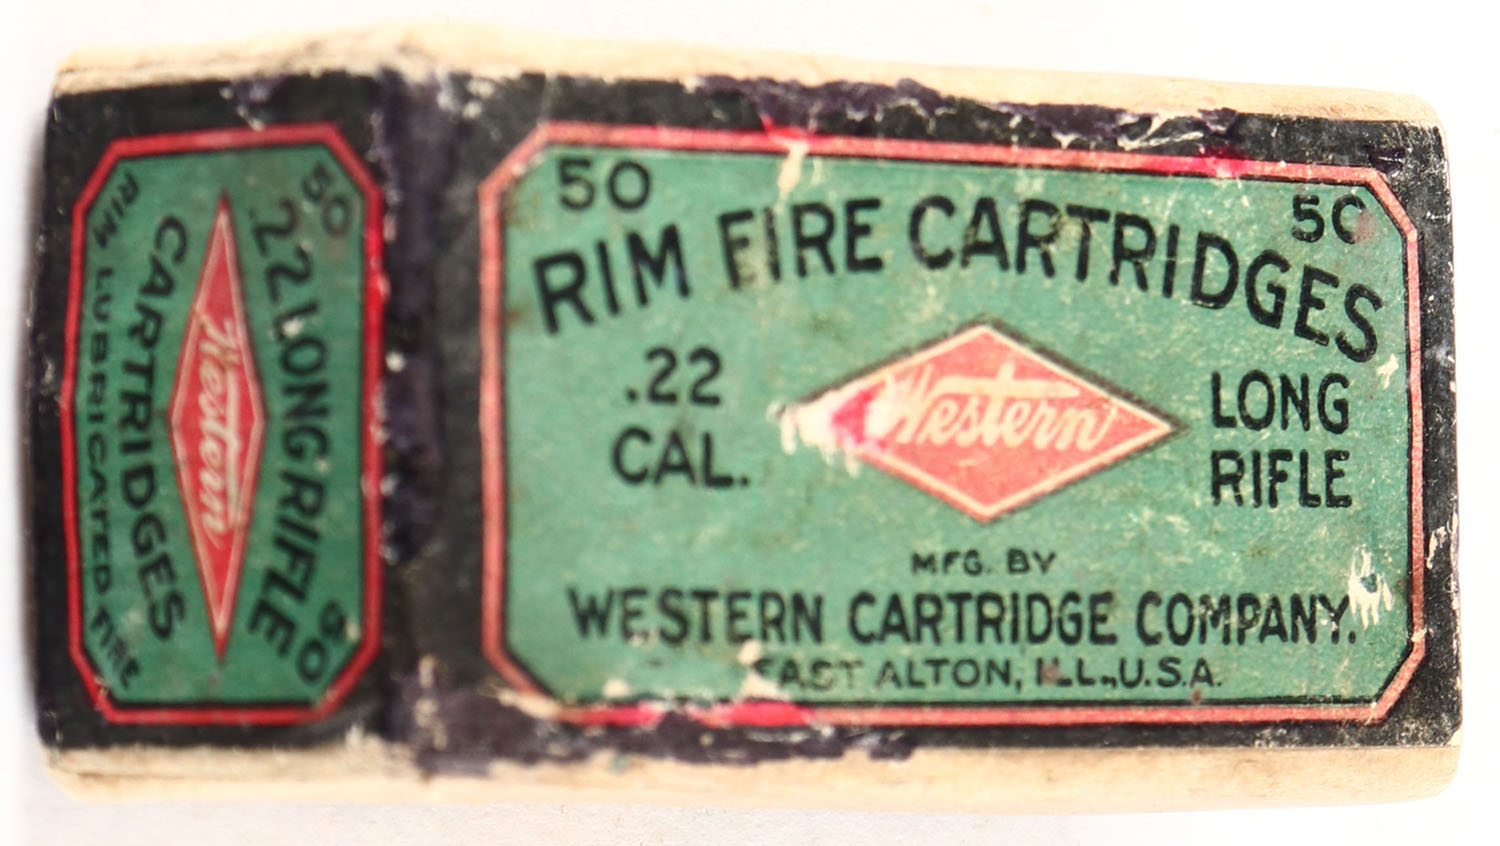 50 50
RIM FIRE CARTRIDGES
.22
CAL.
Western
LONG
RIFLE
MFG. BY
WESTERN CARTRIDGE COMPANY.
EAST ALTON, ILL., U.S.A.
50 50
.22 LONG RIFLE
Western
CARTRIDGES
RIM LUBRICATED FIRE